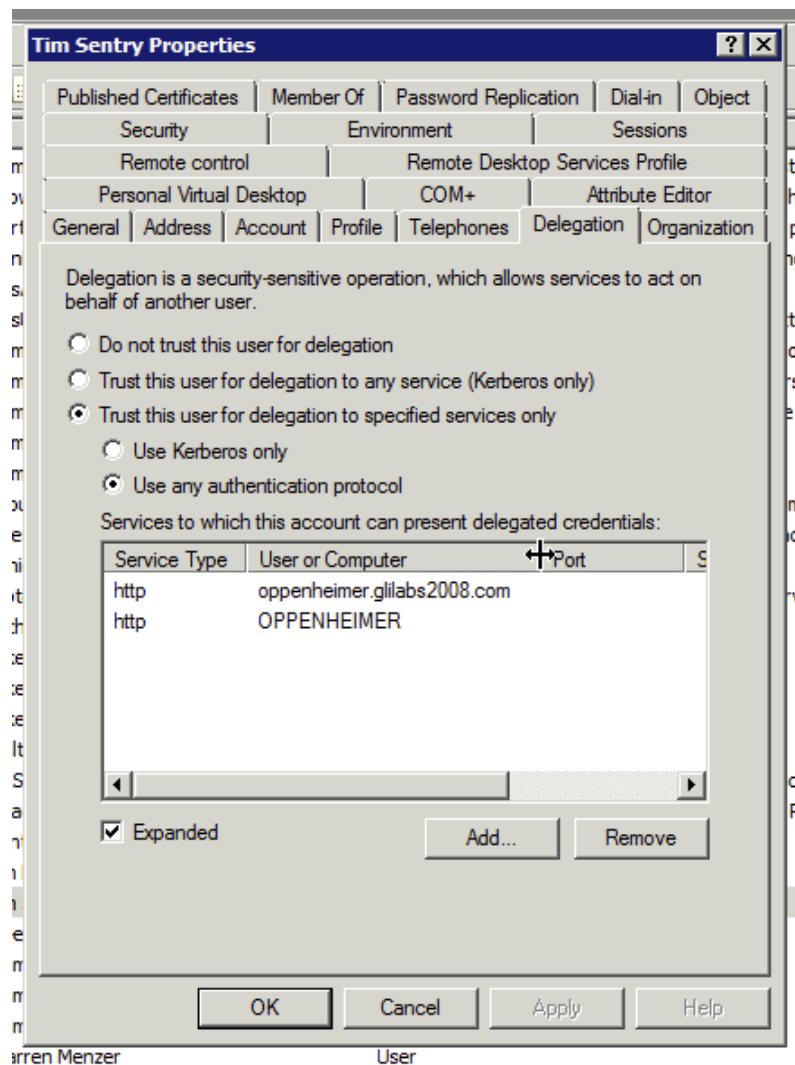 Tim Sentry Properties
Published Certificates Member Of Password Replication Dial-in Object
Security Environment Sessions
Remote control Remote Desktop Services Profile
Personal Virtual Desktop COM+ Attribute Editor
General Address Account Profile Telephones Delegation Organization
Delegation is a security-sensitive operation, which allows services to act on
behalf of another user.
Do not trust this user for delegation
Trust this user for delegation to any service (Kerberos only)
Trust this user for delegation to specified services only
Use Kerberos only
Use any authentication protocol
Services to which this account can present delegated credentials:
Service Type User or Computer Port S
http oppenheimer.glilabs2008.com
http OPPENHEIMER
Expanded Add... Remove
OK Cancel Apply Help
arren Menzer User